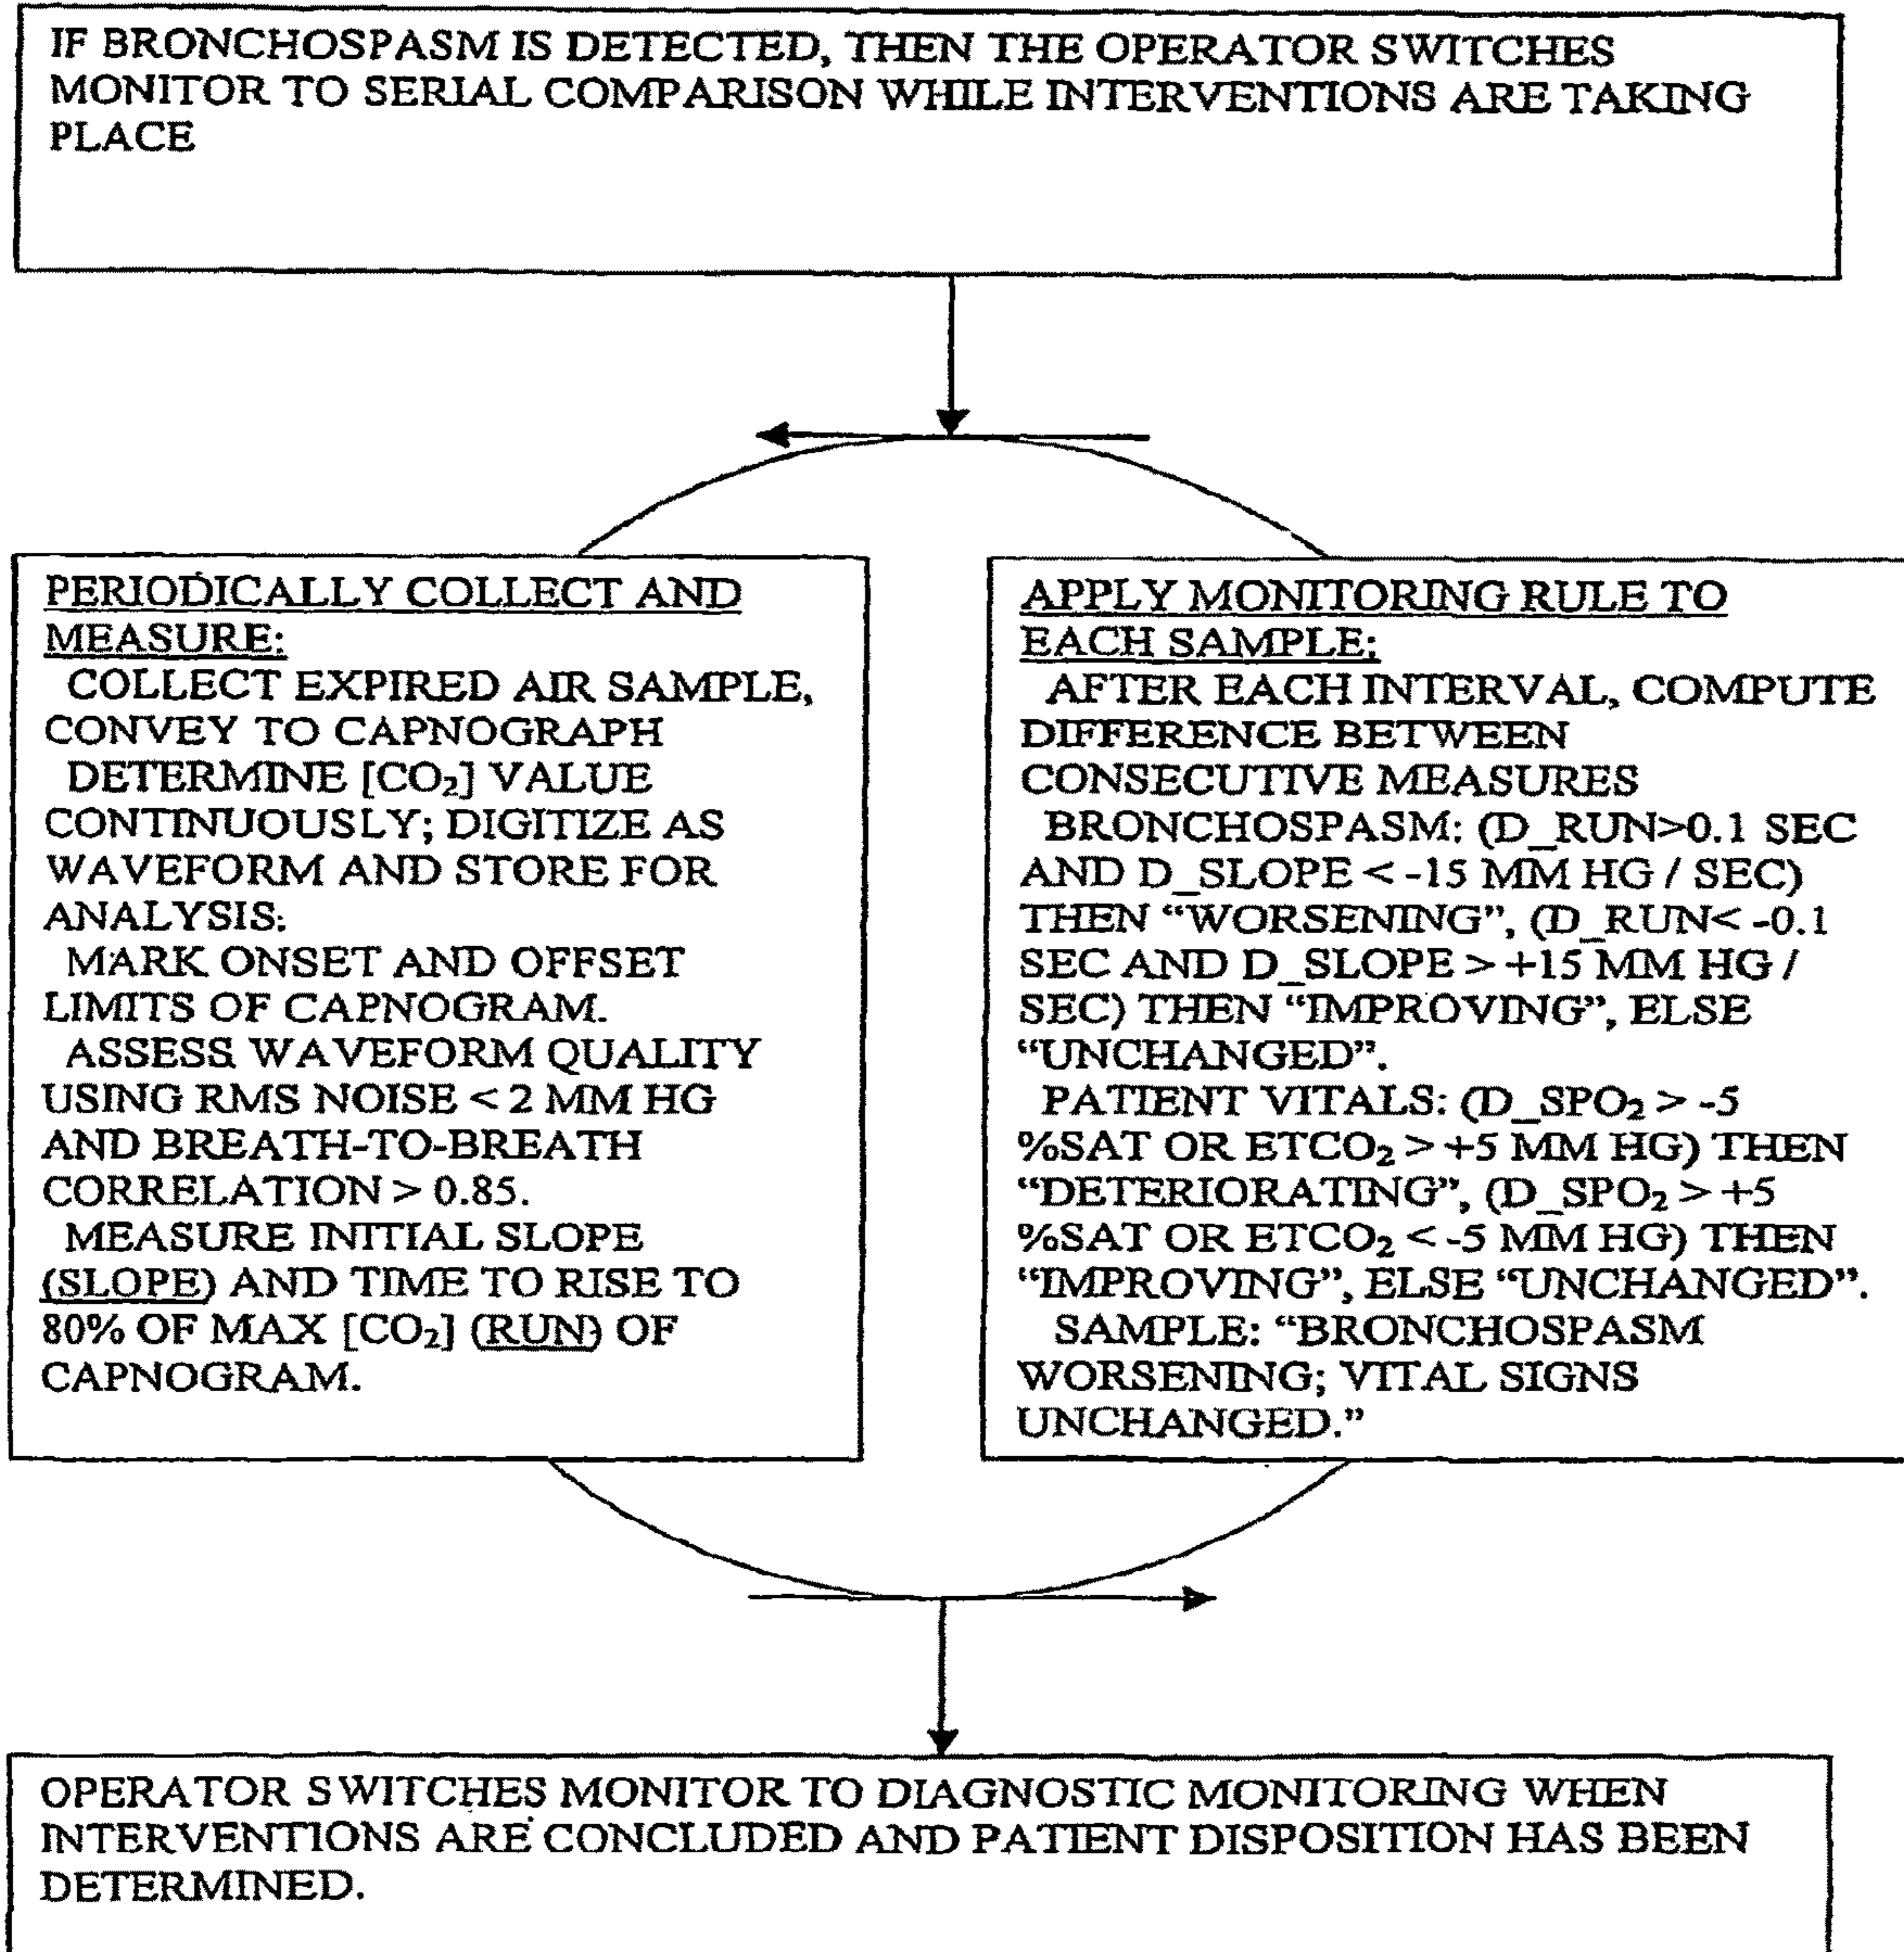 IF BRONCHOSPASM IS DETECTED, THEN THE OPERATOR SWITCHES
MONITOR TO SERIAL COMPARISON WHILE INTERVENTIONS ARE TAKING
PLACE
PERIODICALLY COLLECT AND
MEASURE:
COLLECT EXPIRED AIR SAMPLE,
CONVEY TO CAPNOGRAPH
DETERMINE [CO₂] VALUE
CONTINUOUSLY; DIGITIZE AS
WAVEFORM AND STORE FOR
ANALYSIS:
MARK ONSET AND OFFSET
LIMITS OF CAPNOGRAM.
ASSESS WAVEFORM QUALITY
USING RMS NOISE < 2 MM HG
AND BREATH-TO-BREATH
CORRELATION > 0.85.
MEASURE INITIAL SLOPE
(SLOPE) AND TIME TO RISE TO
80% OF MAX [CO₂] (RUN) OF
CAPNOGRAM.
APPLY MONITORING RULE TO
EACH SAMPLE:
AFTER EACH INTERVAL, COMPUTE
DIFFERENCE BETWEEN
CONSECUTIVE MEASURES
BRONCHOSPASM: (D_RUN>0.1 SEC
AND D_SLOPE < -15 MM HG / SEC)
THEN “WORSENING”, (D_RUN< -0.1
SEC AND D_SLOPE > +15 MM HG /
SEC) THEN “IMPROVING”, ELSE
“UNCHANGED”.
PATIENT VITALS: (D_SPO₂ > -5
%SAT OR ETCO₂ > +5 MM HG) THEN
“DETERIORATING”, (D_SPO₂ > +5
%SAT OR ETCO₂ < -5 MM HG) THEN
“IMPROVING”, ELSE “UNCHANGED”.
SAMPLE: “BRONCHOSPASM
WORSENING; VITAL SIGNS
UNCHANGED.”
OPERATOR SWITCHES MONITOR TO DIAGNOSTIC MONITORING WHEN
INTERVENTIONS ARE CONCLUDED AND PATIENT DISPOSITION HAS BEEN
DETERMINED.